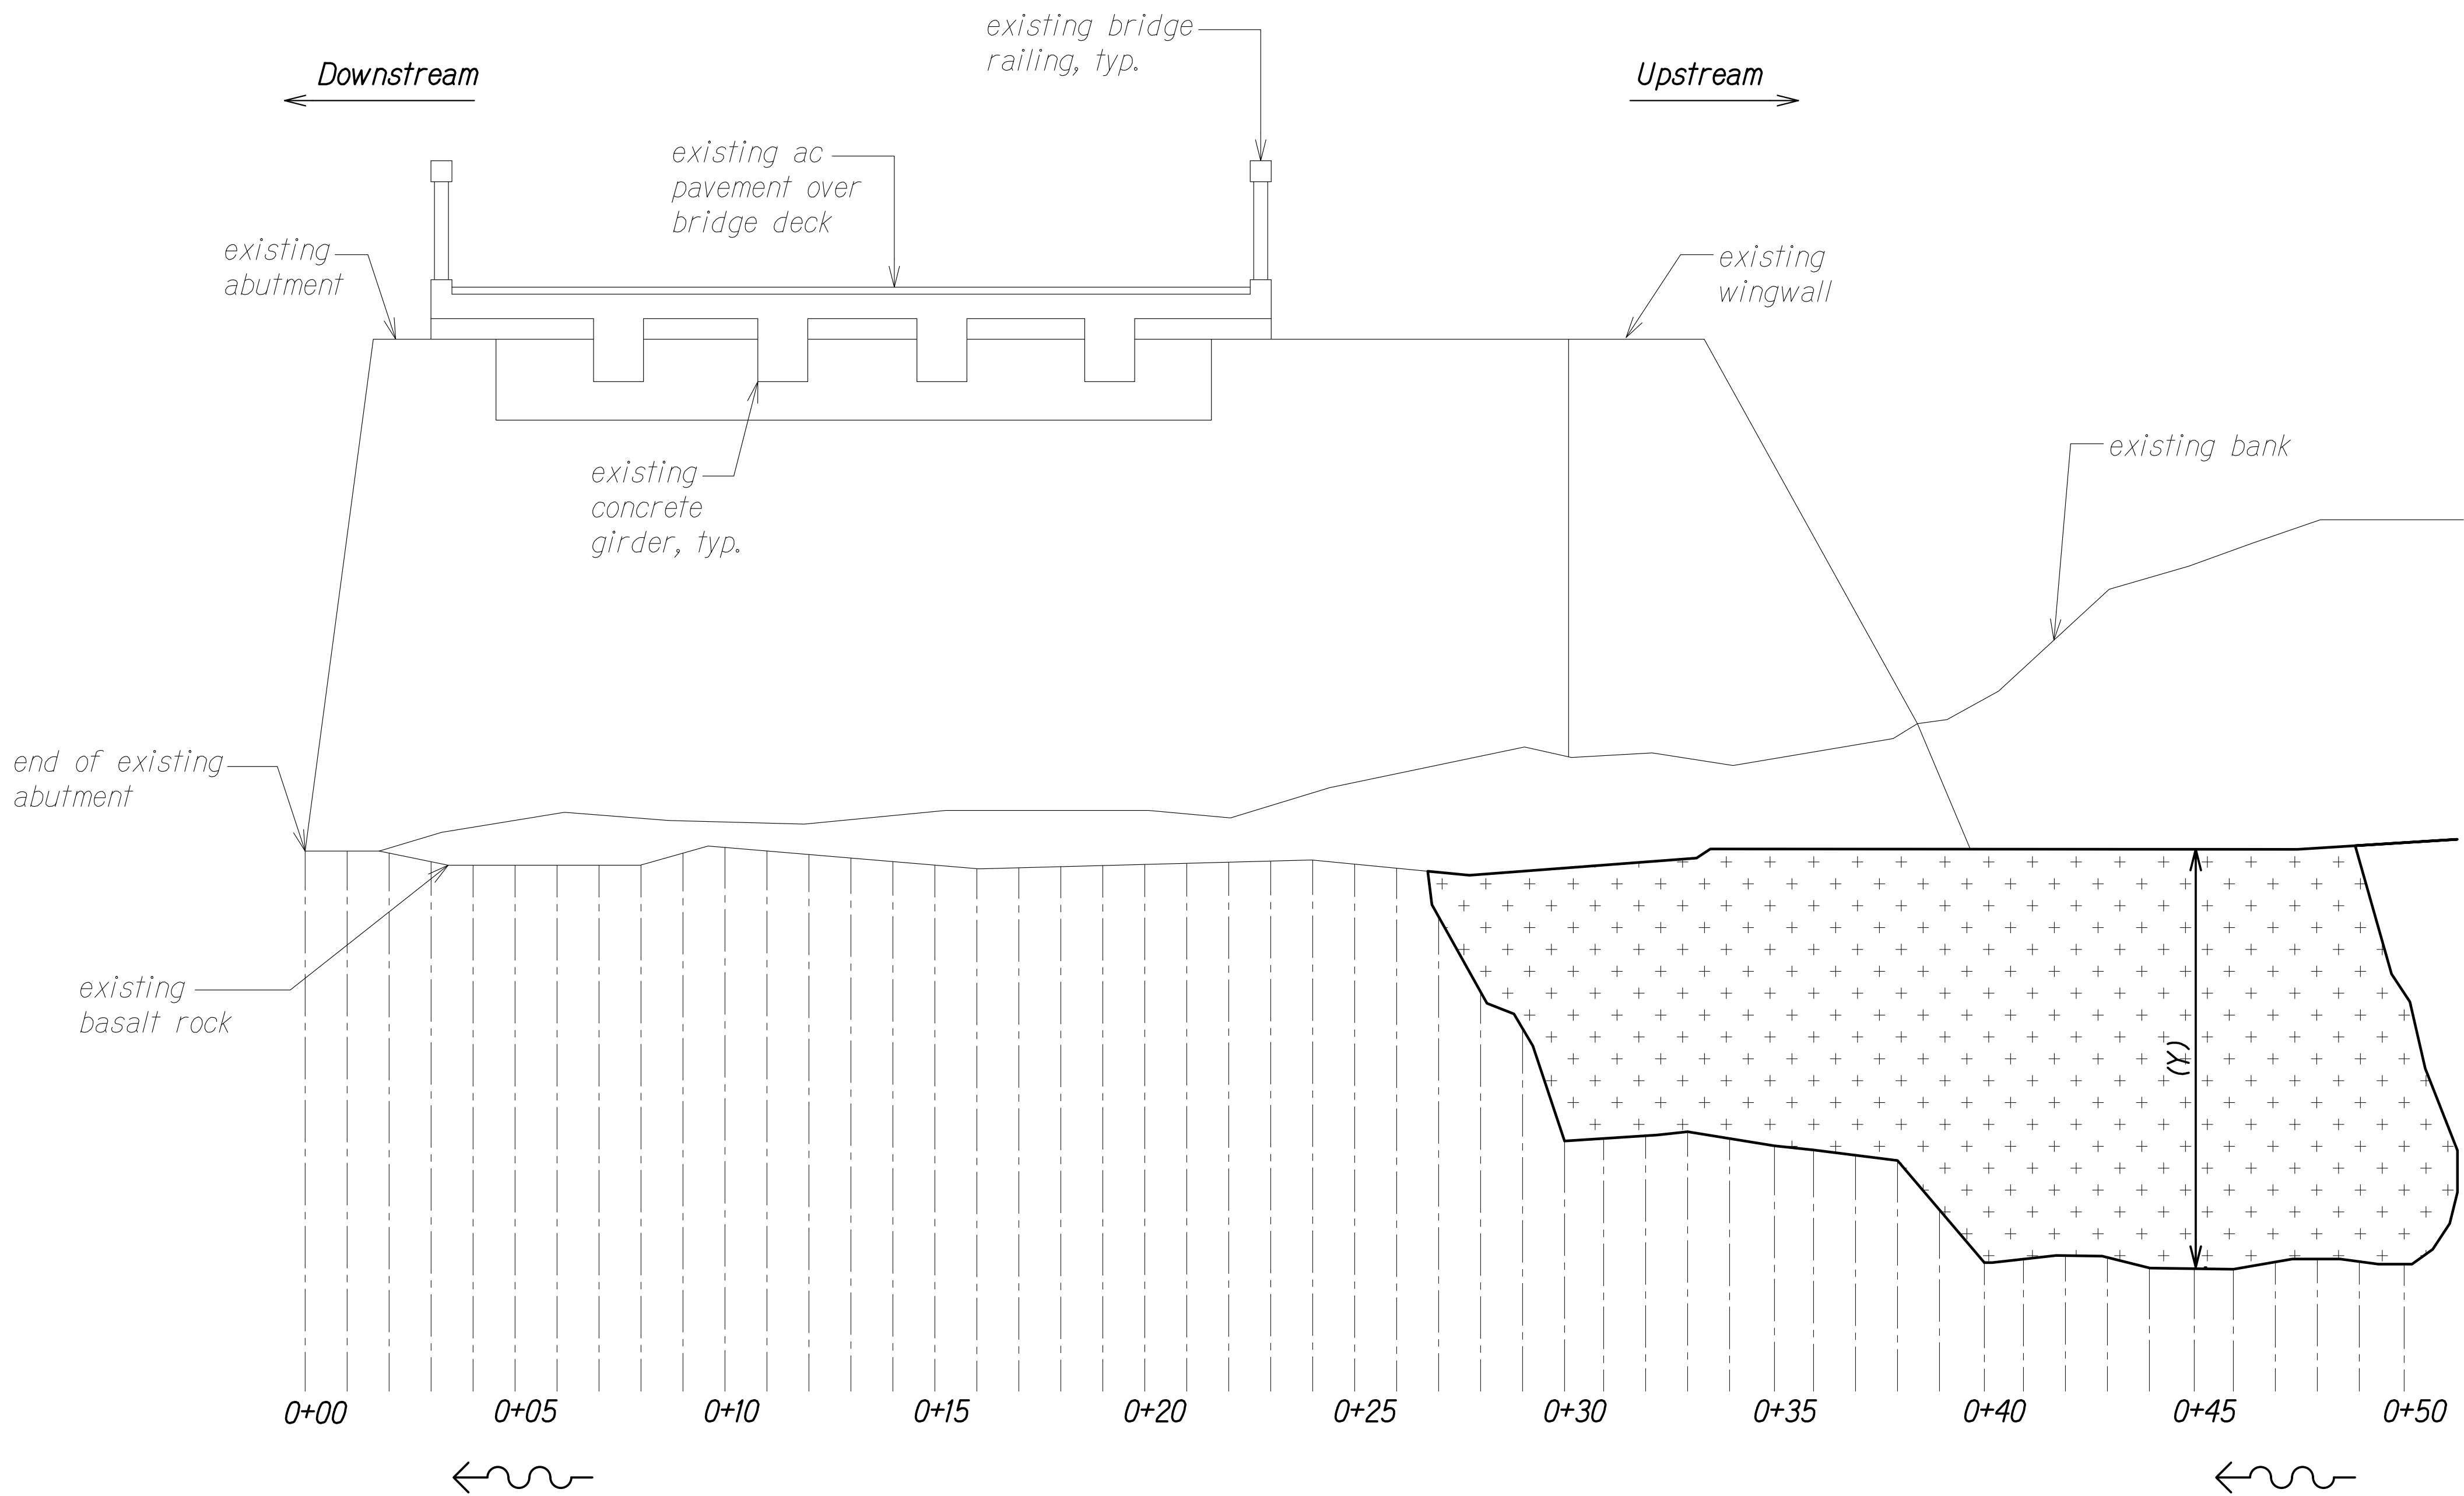 existing bridge
railing, typ.
Downstream
Upstream
existing ac
pavement over
bridge deck
existing
abutment
existing
wingwall
existing bank
existing
concrete
girder, typ.
end of existing
abutment
existing
basalt rock
(Y)
0+00 0+05 0+10 0+15 0+20 0+25 0+30 0+35 0+40 0+45 0+50